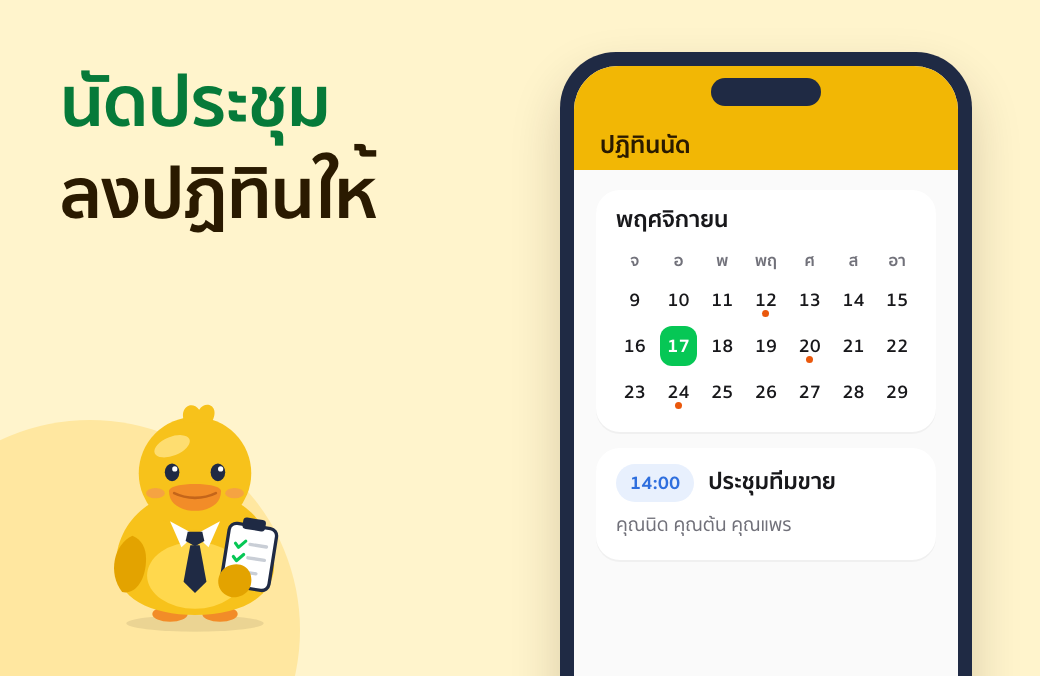 นัดประชุม
ลงปฏิทินให้
ปฏิทินนัด
พฤศจิกายน
จ อ พ พฤ ศ ส อา
9 10 11 12 13 14 15
16 17 18 19 20 21 22
23 24 25 26 27 28 29
14:00 ประชุมทีมขาย
คุณนิด คุณต้น คุณแพร